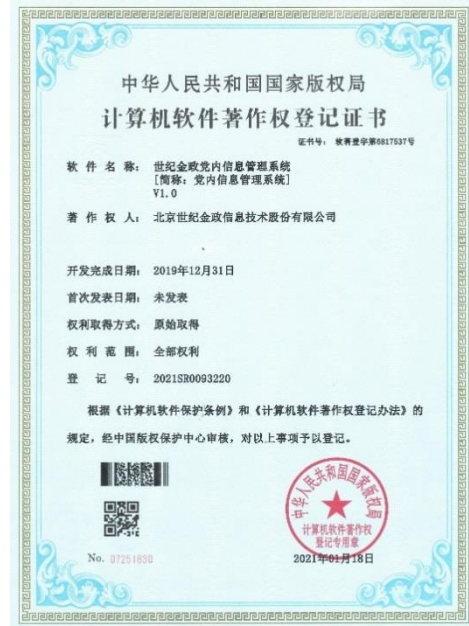 中华人民共和国国家版权局
计算机软件著作权登记证书
证书号： 软著登字第6817537号
软件名称： 世纪金政党内信息管理系统
[简称：党内信息管理系统]
V1.0
著作权人： 北京世纪金政信息技术股份有限公司
开发完成日期： 2019年12月31日
首次发表日期： 未发表
权利取得方式： 原始取得
权利范围： 全部权利
登记号： 2021SR0093220
根据《计算机软件保护条例》和《计算机软件著作权登记办法》的
规定，经中国版权保护中心审核，对以上事项予以登记。
中华人民共和国国家版权局
计算机软件著作权
登记专用章
No. 07251830
2021年01月18日